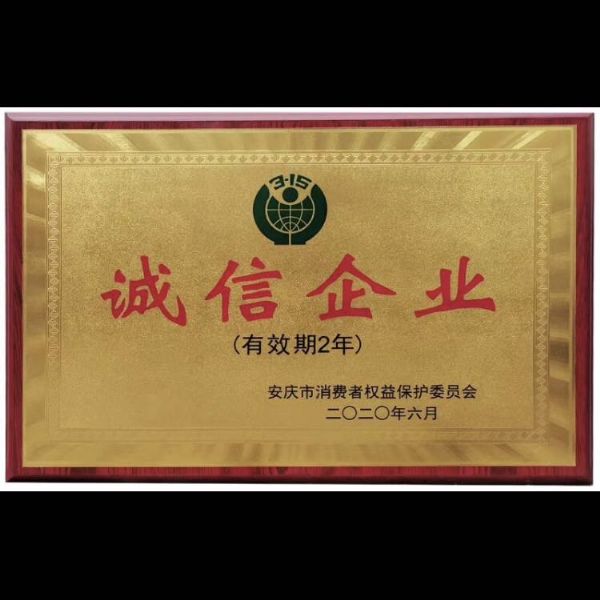 3·15
诚信企业
(有效期2年)
安庆市消费者权益保护委员会
二〇二〇年六月